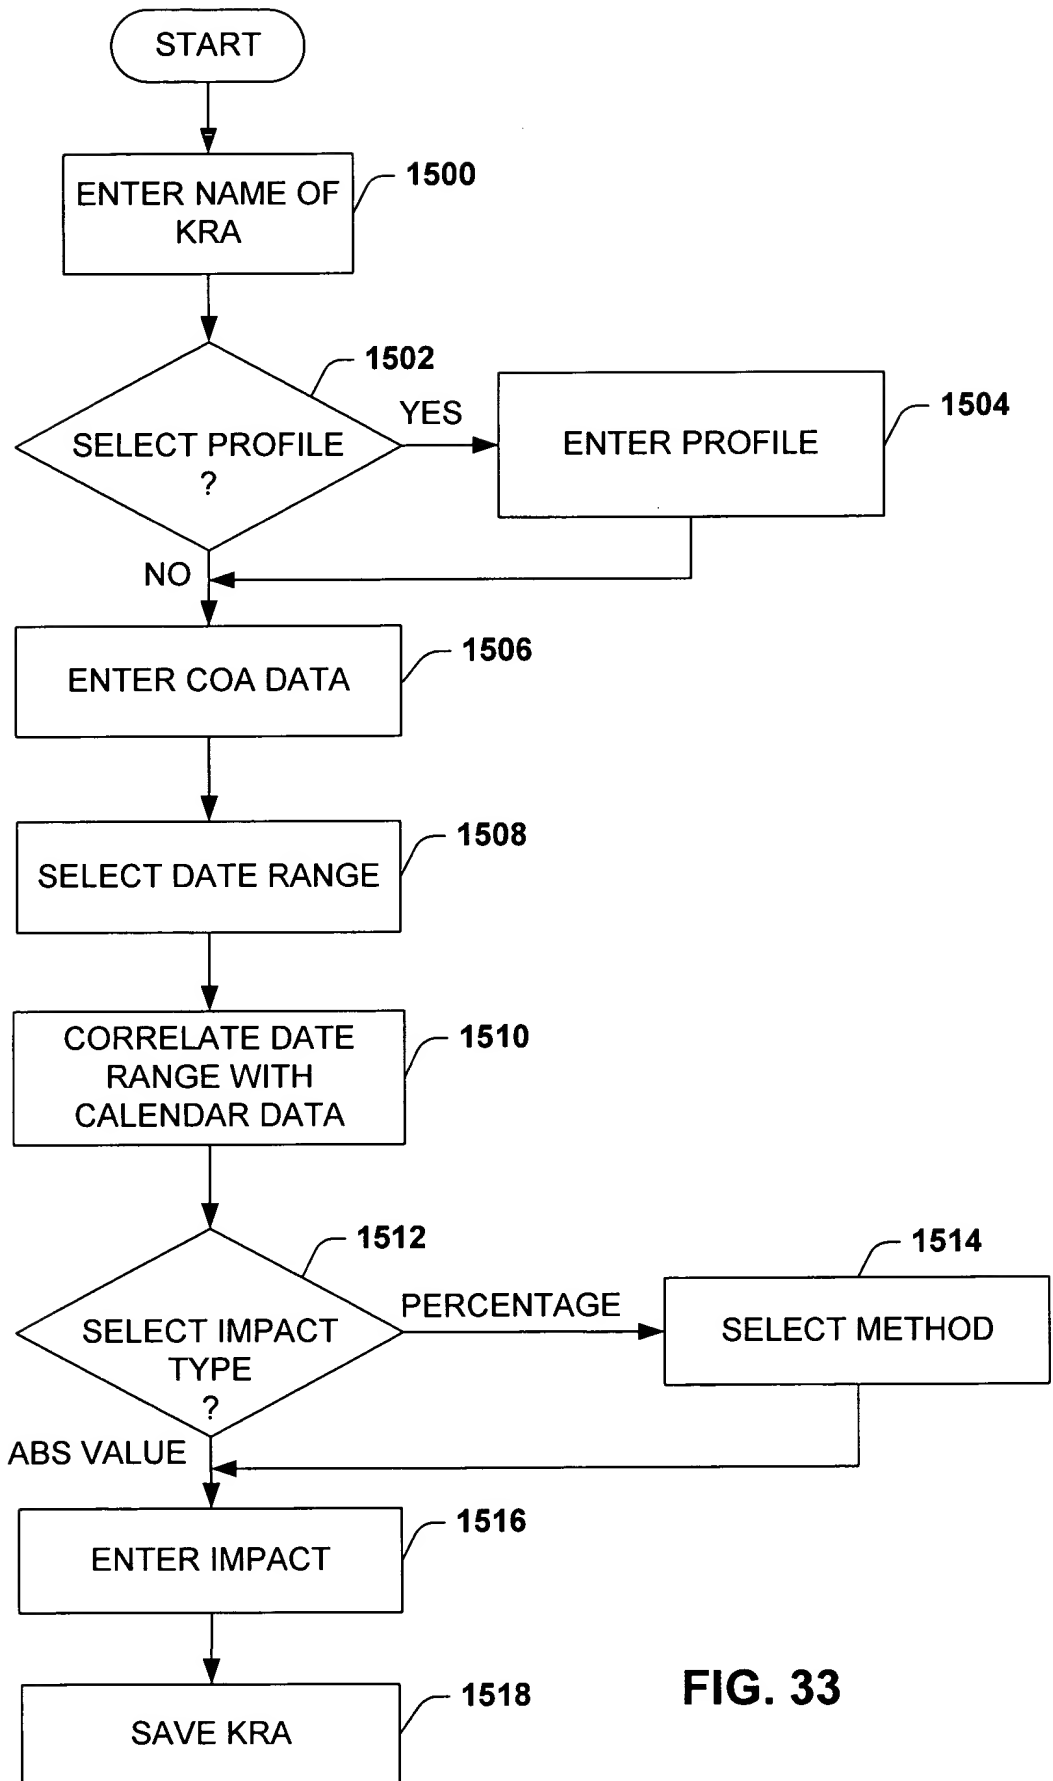 START
1500
ENTER NAME OF
KRA
1502
YES
1504
SELECT PROFILE
?
ENTER PROFILE
NO
1506
ENTER COA DATA
1508
SELECT DATE RANGE
1510
CORRELATE DATE
RANGE WITH
CALENDAR DATA
1512
1514
PERCENTAGE
SELECT IMPACT
TYPE
?
SELECT METHOD
ABS VALUE
1516
ENTER IMPACT
1518
SAVE KRA
FIG. 33